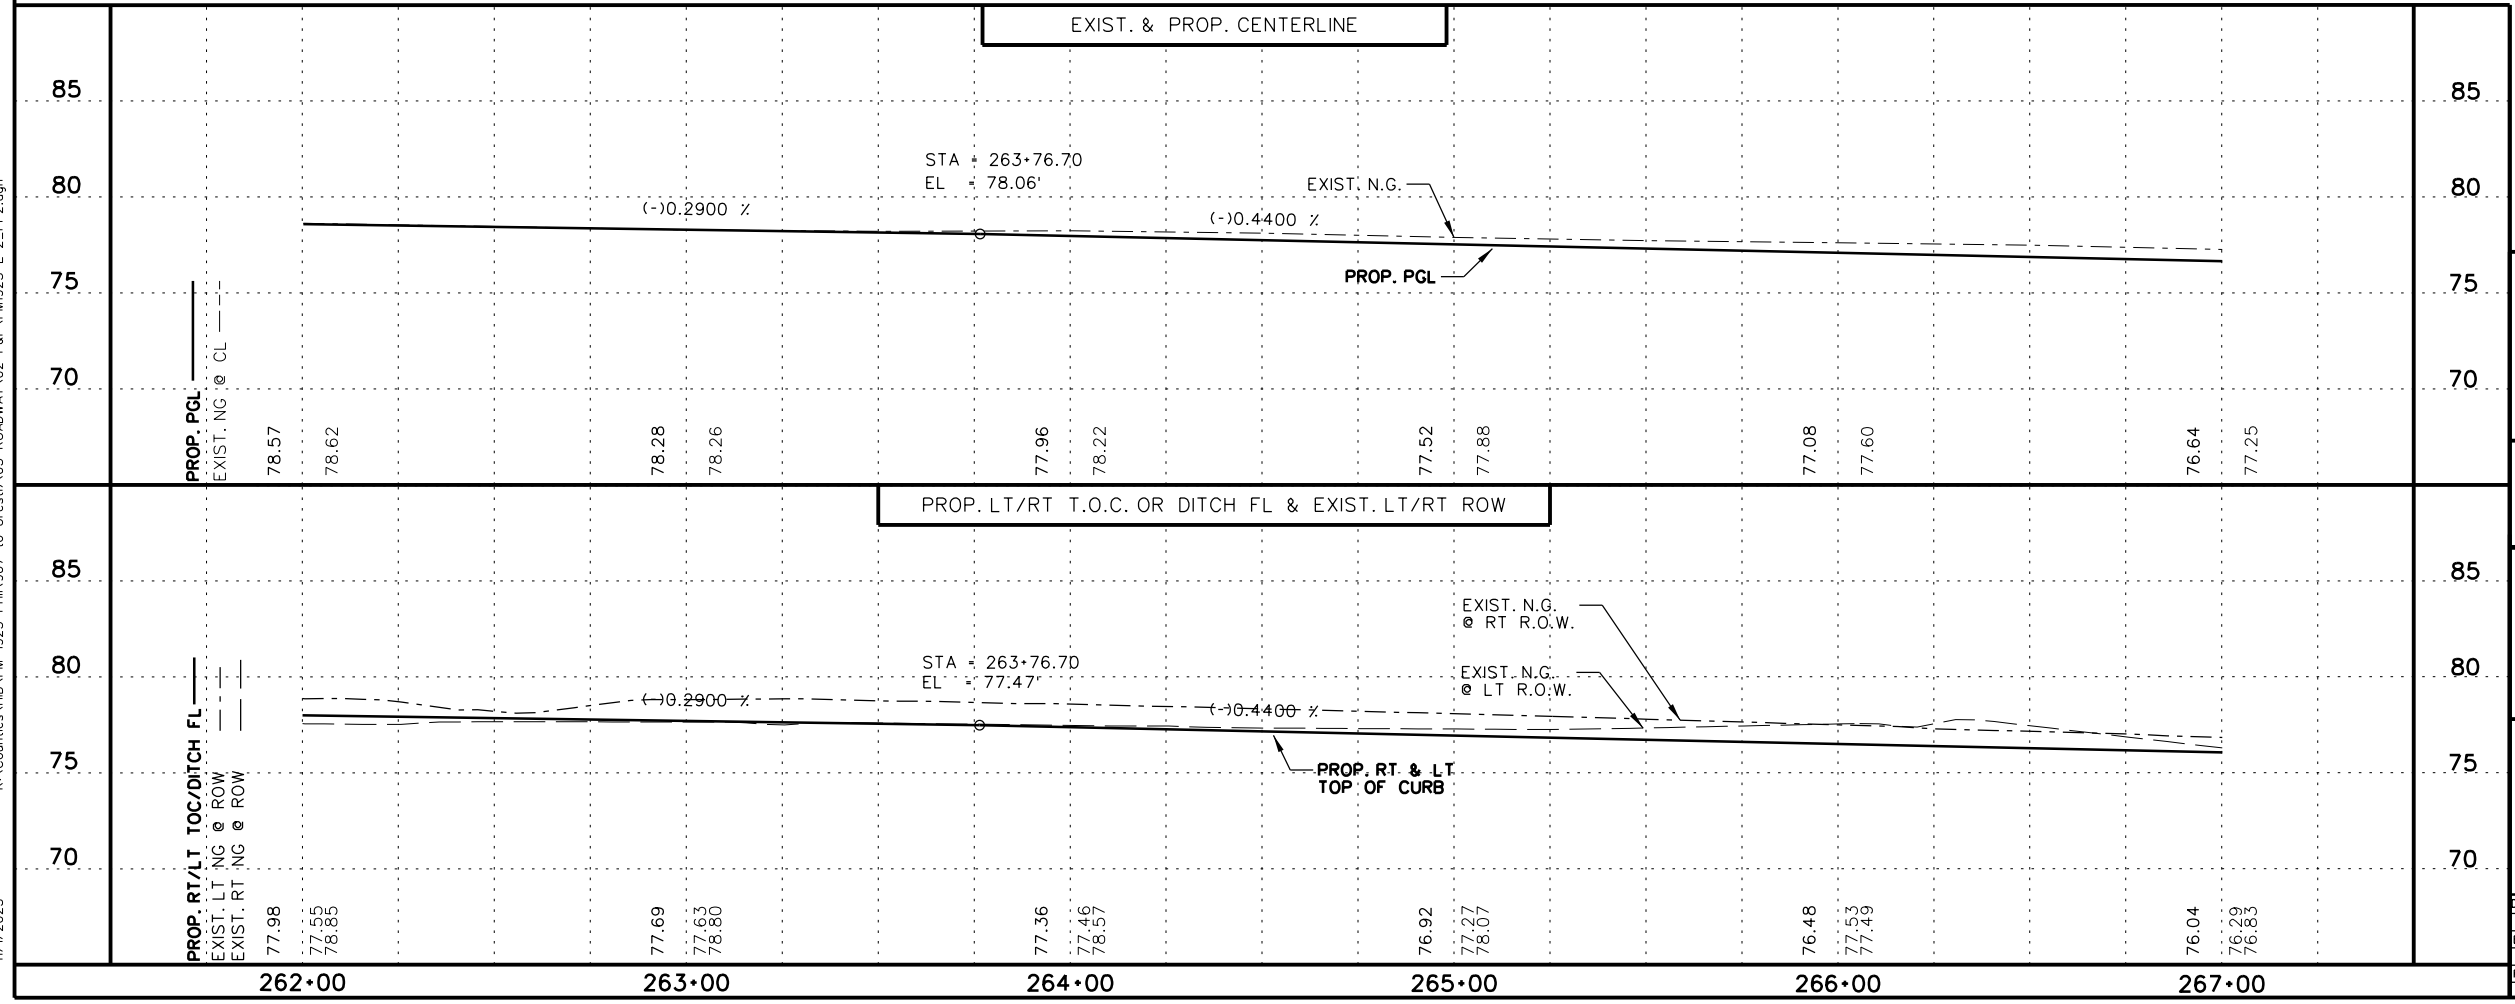 EXIST. & PROP. CENTERLINE
85
85
STA = 263+76.70
EL = 78.06'
80
80
EXIST. N.G.
(-)0.2900 %
(-)0.4400 %
PROP. PGL
75
75
70
70
PROP. PGL
EXIST. NG @ CL
78.57
78.62
78.28
78.26
77.96
78.22
77.52
77.88
77.08
77.60
76.64
77.25
PROP. LT/RT T.O.C. OR DITCH FL & EXIST. LT/RT ROW
85
85
EXIST. N.G.
@ RT R.O.W.
STA = 263+76.70
EL = 77.47'
80
80
EXIST. N.G.
@ LT R.O.W.
(-)0.2900 %
(-)0.4400 %
75
75
PROP. RT & LT
TOP OF CURB
70
70
PROP. RT/LT TOC/DITCH FL
EXIST. LT NG @ ROW
EXIST. RT NG @ ROW
77.98
77.55
78.85
77.69
77.63
78.80
77.36
77.46
78.57
76.92
77.27
78.07
76.48
77.53
77.49
76.04
76.29
76.83
262+00
263+00
264+00
265+00
266+00
267+00